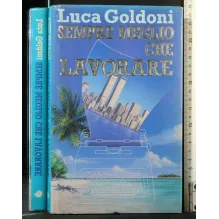 Luca Goldoni
SEMPRE MEGLIO
CHE
LAVORARE
Luca Goldoni
SEMPRE MEGLIO CHE LAVORARE